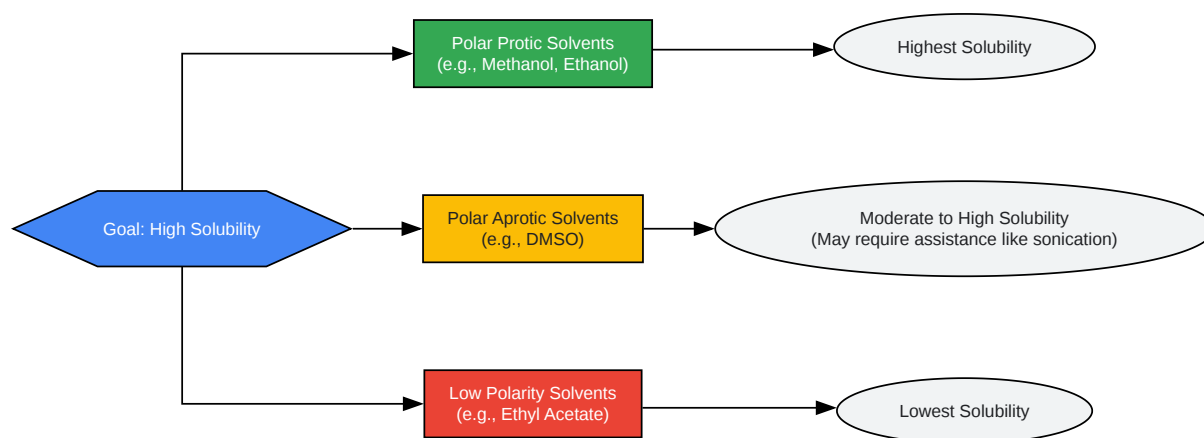 Polar Protic Solvents
(e.g., Methanol, Ethanol)
Highest Solubility
Goal: High Solubility
Polar Aprotic Solvents
(e.g., DMSO)
Moderate to High Solubility
(May require assistance like sonication)
Low Polarity Solvents
(e.g., Ethyl Acetate)
Lowest Solubility